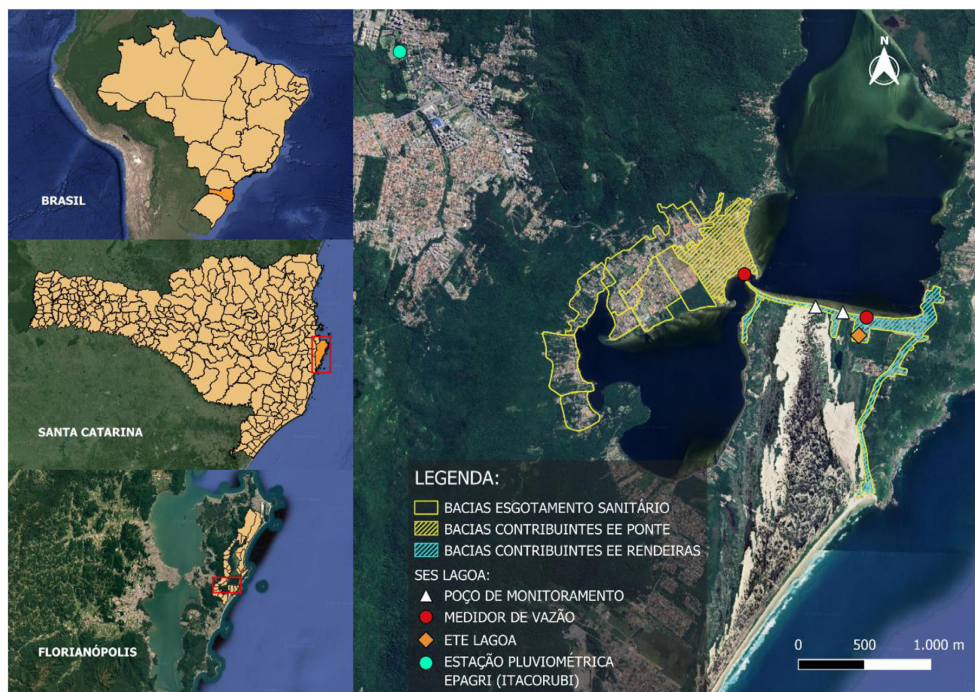 BRASIL
SANTA CATARINA
FLORIANÓPOLIS
N
LEGENDA:
BACIAS ESGOTAMENTO SANITÁRIO
BACIAS CONTRIBUINTES EE PONTE
BACIAS CONTRIBUINTES EE RENDEIRAS
SES LAGOA:
POÇO DE MONITORAMENTO
MEDIDOR DE VAZÃO
ETE LAGOA
ESTAÇÃO PLUVIOMÉTRICA
EPAGRI (ITACORUBI)
0 500 1.000 m